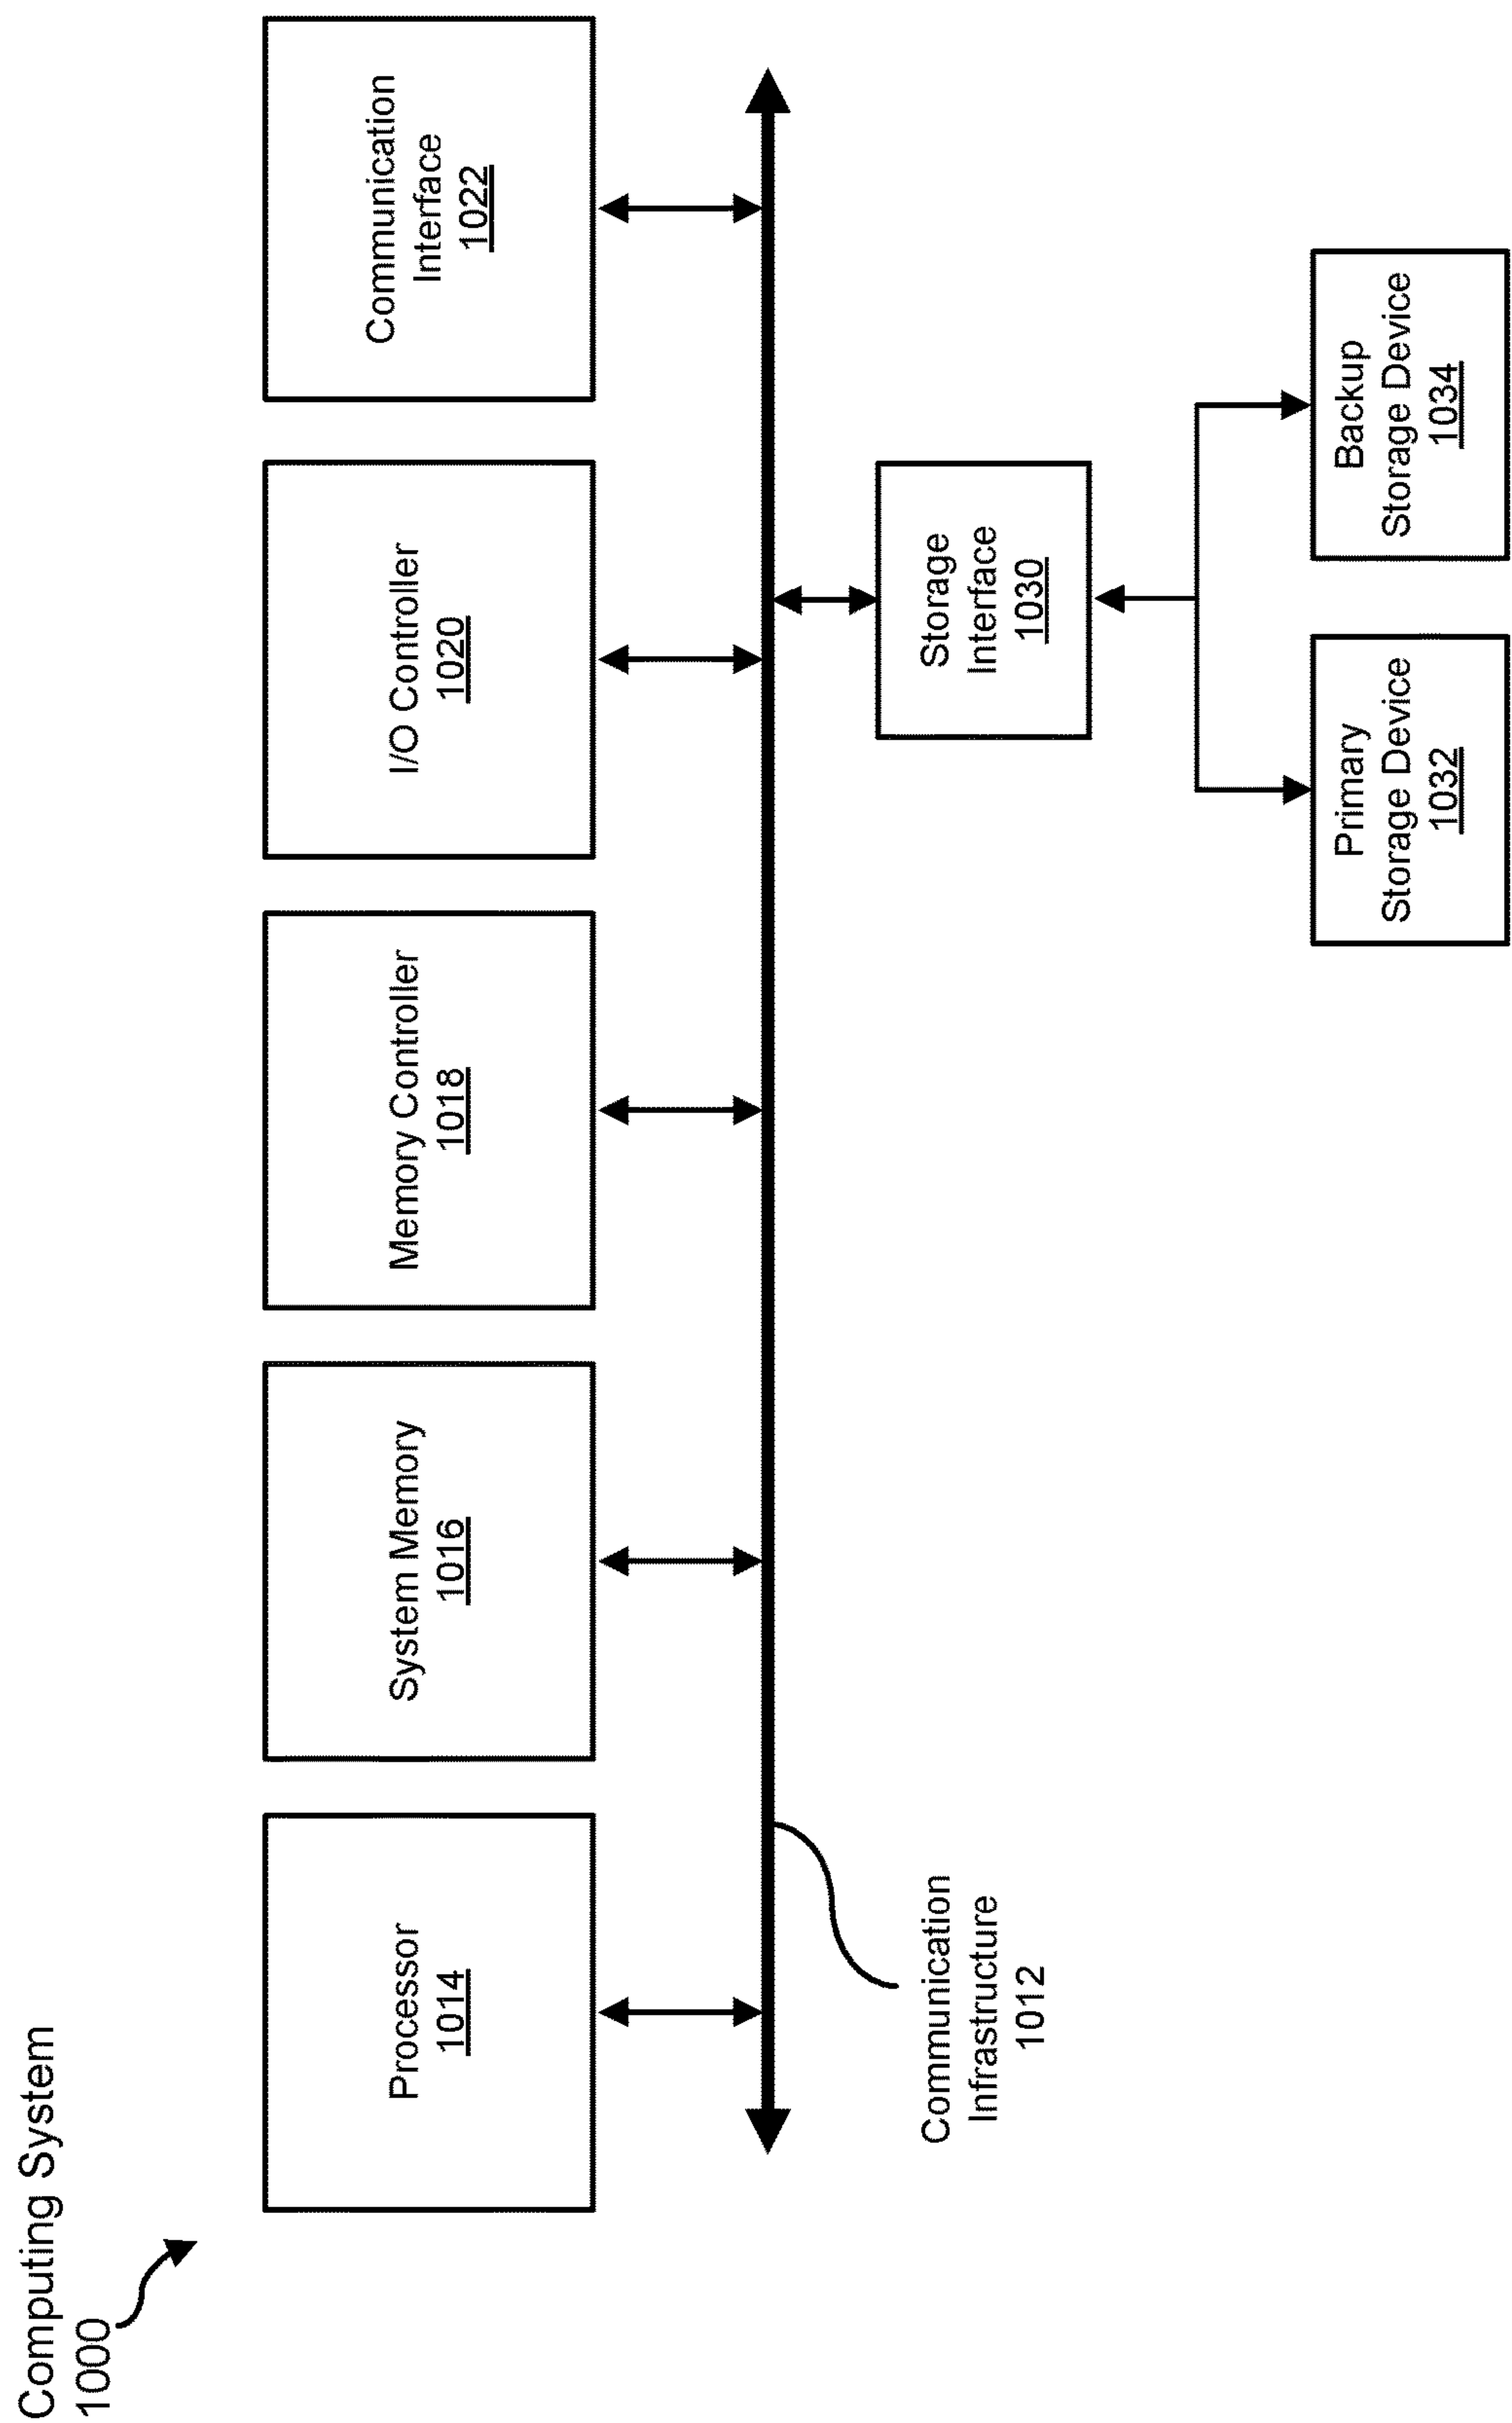 Computing System
1000
Processor
1014
System Memory
1016
Memory Controller
1018
I/O Controller
1020
Communication
Interface
1022
Communication
Infrastructure
1012
Storage
Interface
1030
Primary
Storage Device
1032
Backup
Storage Device
1034